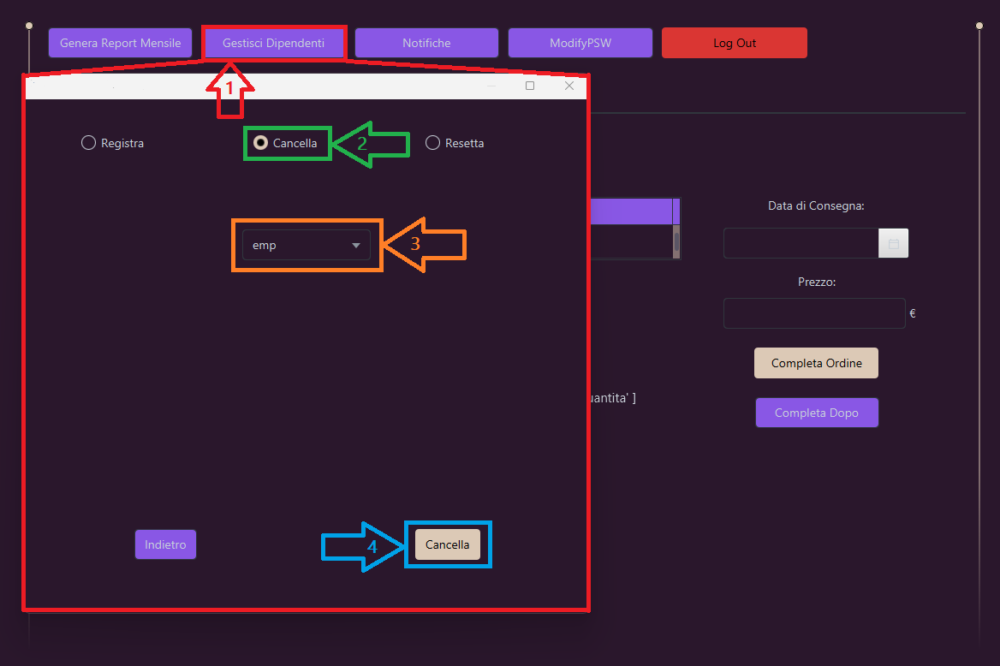 Genera Report Mensile
Gestisci Dipendenti
Notifiche
ModifyPSW
Log Out
1
Registra
Cancella
2
Resetta
emp
3
Data di Consegna:
Prezzo:
€
Completa Ordine
uantita' ]
Completa Dopo
Indietro
4
Cancella